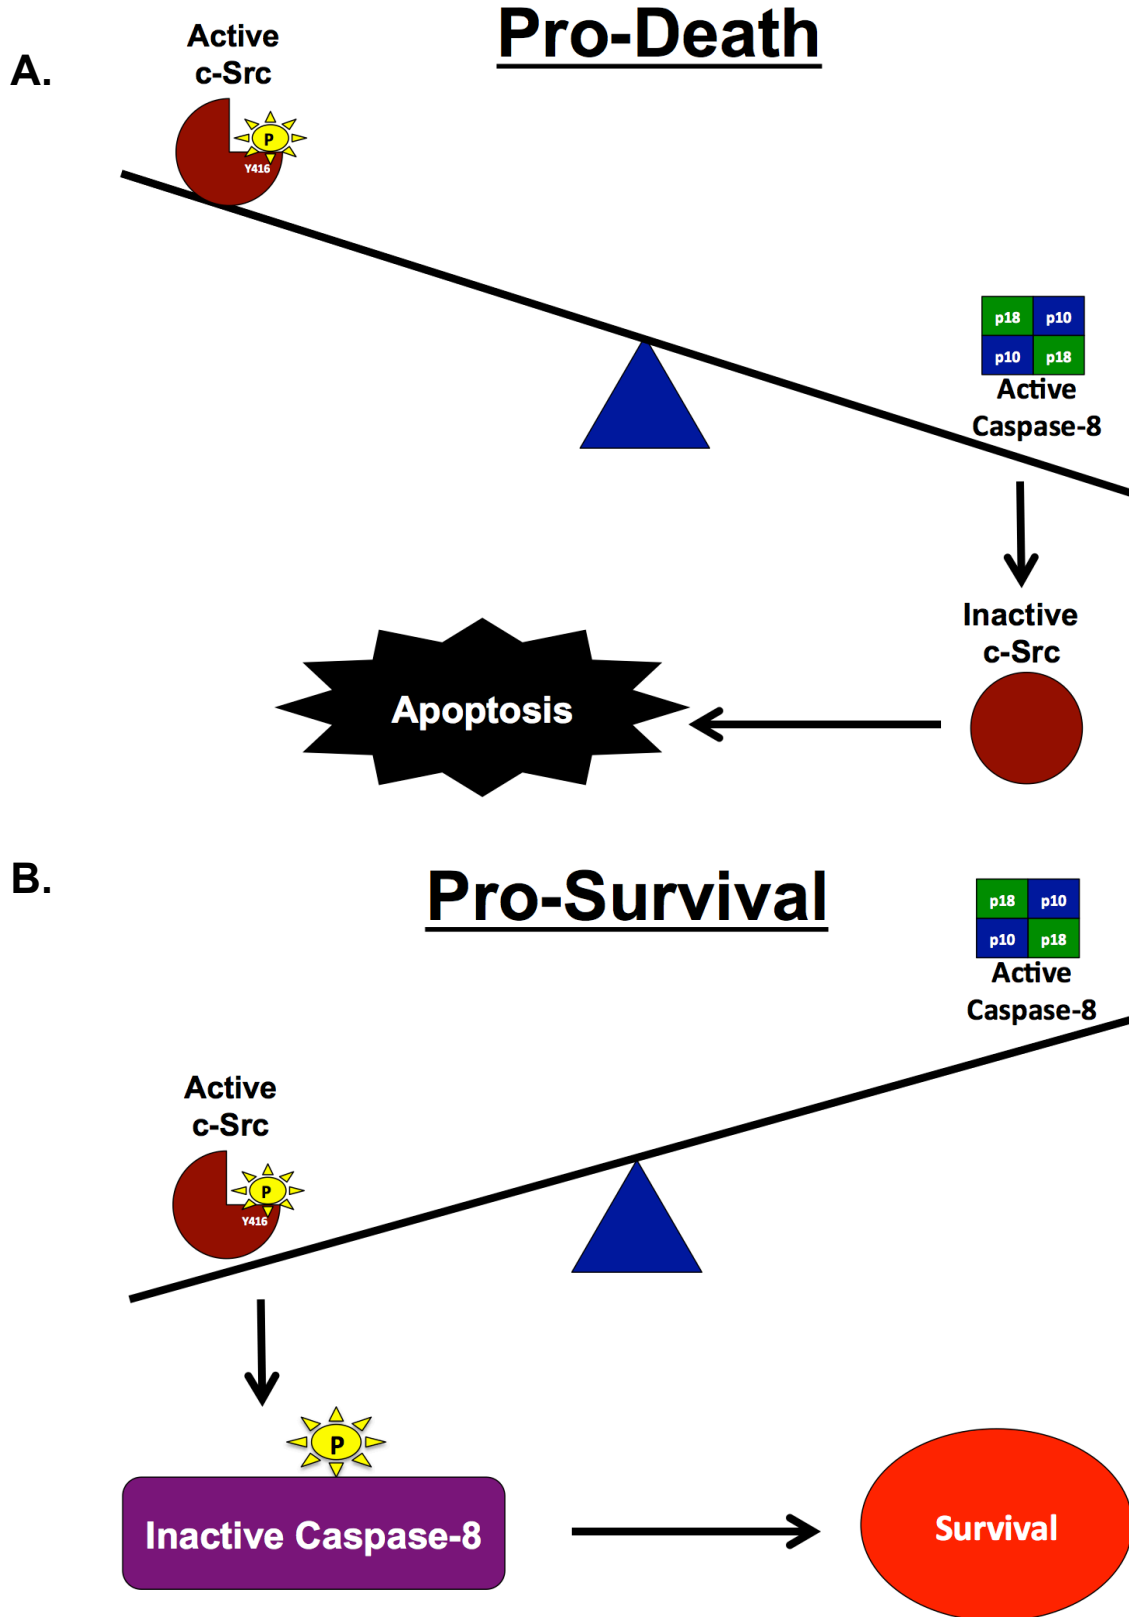 Pro-Death
A.
Active
c-Src
P
Y416
p18 p10
p10 p18
Active
Caspase-8
Inactive
c-Src
Apoptosis
B.
Pro-Survival
p18 p10
p10 p18
Active
Caspase-8
Active
c-Src
P
Y416
P
Inactive Caspase-8
Survival